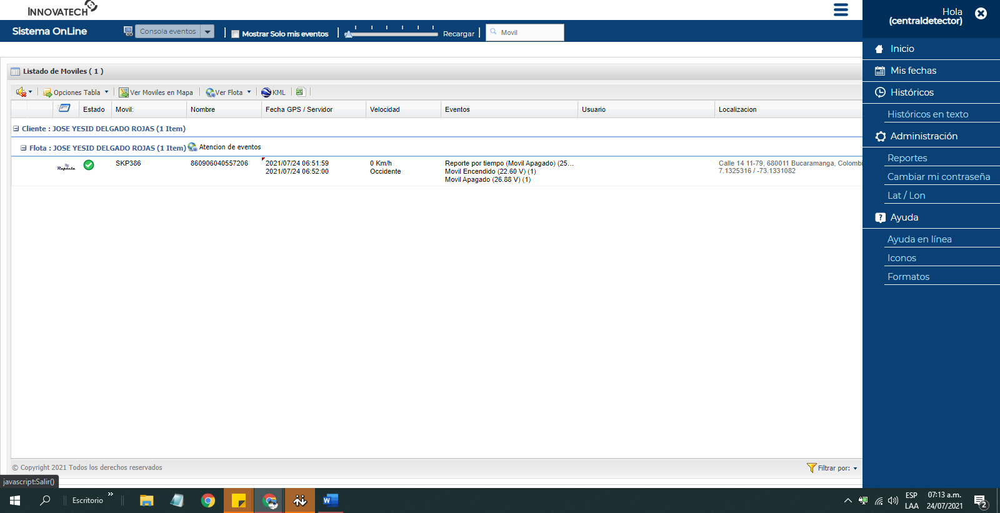 INNOVATECH
Sistema OnLine
Consola eventos
Mostrar Solo mis eventos
Recargar
Movil
Hola
(centraldetector)
Inicio
Mis fechas
Históricos
Históricos en texto
Administración
Reportes
Cambiar mi contraseña
Lat / Lon
Ayuda
Ayuda en línea
Iconos
Formatos
Listado de Moviles ( 1 )
Opciones Tabla
Ver Moviles en Mapa
Ver Flota
KML
Estado Movil: Nombre Fecha GPS / Servidor Velocidad Eventos Usuario Localizacion
Cliente : JOSE YESID DELGADO ROJAS (1 Item)
Flota : JOSE YESID DELGADO ROJAS (1 Item) Atencion de eventos
Ruptela SKP386 860906040557206 2021/07/24 06:51:59 0 Km/h Reporte por tiempo (Movil Apagado) (25... Calle 14 11-79, 680011 Bucaramanga, Colombi
2021/07/24 06:52:00 Occidente Movil Encendido (22.60 V) (1) 7.1325316 / -73.1331082
Movil Apagado (26.88 V) (1)
© Copyright 2021 Todos los derechos reservados
Filtrar por:
javascript:Salir()
Escritorio
ESP
LAA
07:13 a.m.
24/07/2021
2